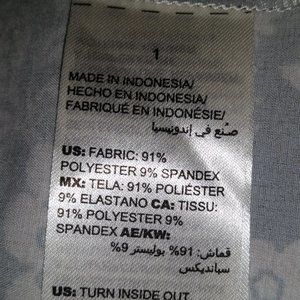 1
MADE IN INDONESIA/
HECHO EN INDONESIA/
FABRIQUÉ EN INDONÉSIE/
صنع في إندونيسيا
US: FABRIC: 91%
POLYESTER 9% SPANDEX
MX: TELA: 91% POLIÉSTER
9% ELASTANO CA: TISSU:
91% POLYESTER 9%
SPANDEX AE/KW:
قماش: 91% بوليستر 9%
سبانديكس
US: TURN INSIDE OUT